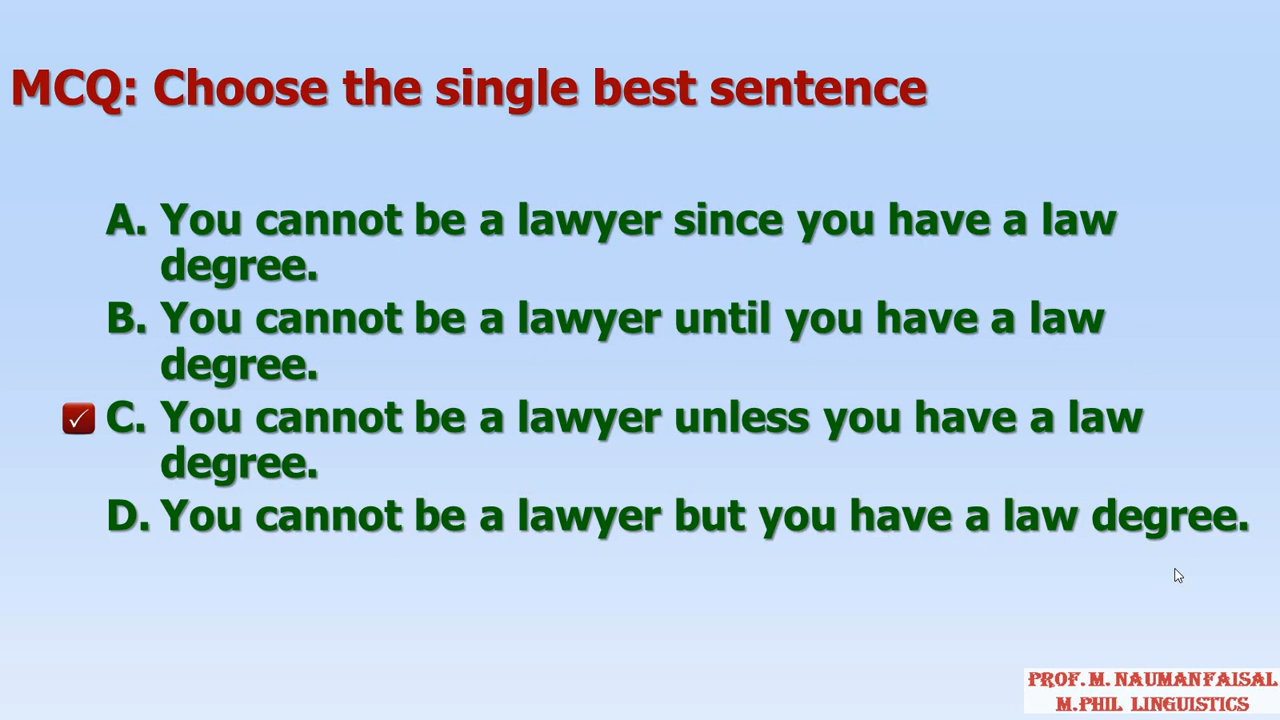 MCQ: Choose the single best sentence
A. You cannot be a lawyer since you have a law
degree.
B. You cannot be a lawyer until you have a law
degree.
C. You cannot be a lawyer unless you have a law
degree.
D. You cannot be a lawyer but you have a law degree.
PROF. M. NAUMAN FAISAL
M.PHIL LINGUISTICS